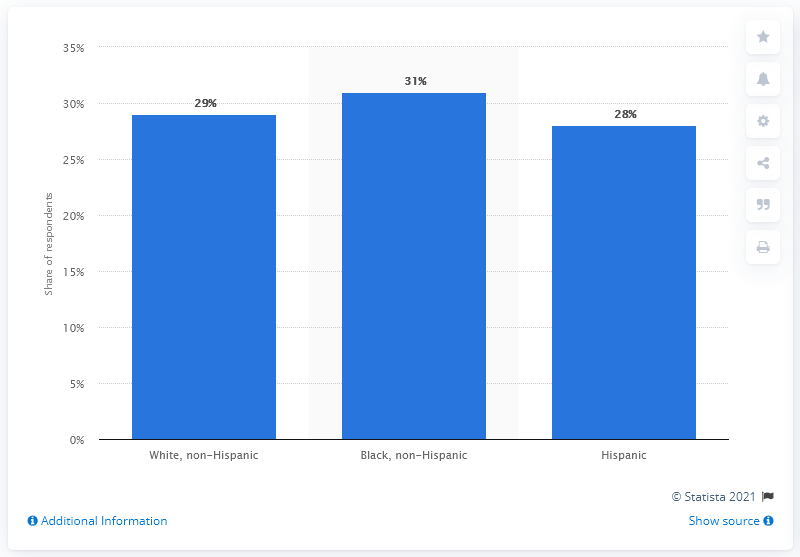 35%
30%
25%
20%
15%
10%
5%
0%
Share of respondents
29%
31%
28%
White, non-Hispanic
Black, non-Hispanic
Hispanic
© Statista 2021
Additional Information
Show source